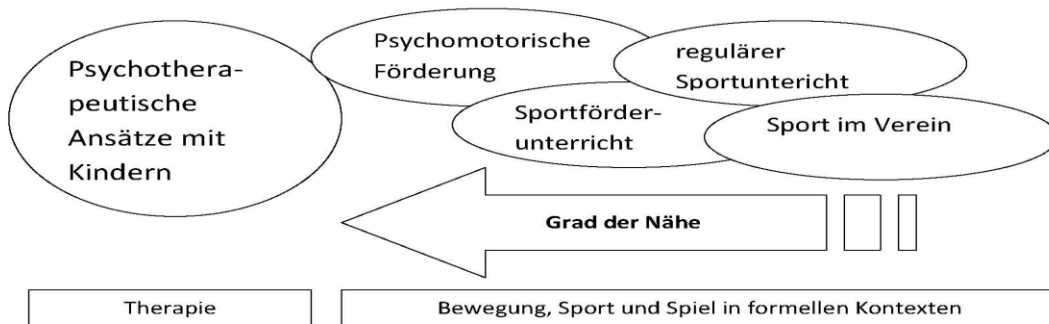 Psychothera-
peutische
Ansätze mit
Kindern
Psychomotorische
Förderung
regulärer
Sportuntericht
Sportförder-
unterricht
Sport im Verein
Grad der Nähe
Therapie
Bewegung, Sport und Spiel in formellen Kontexten